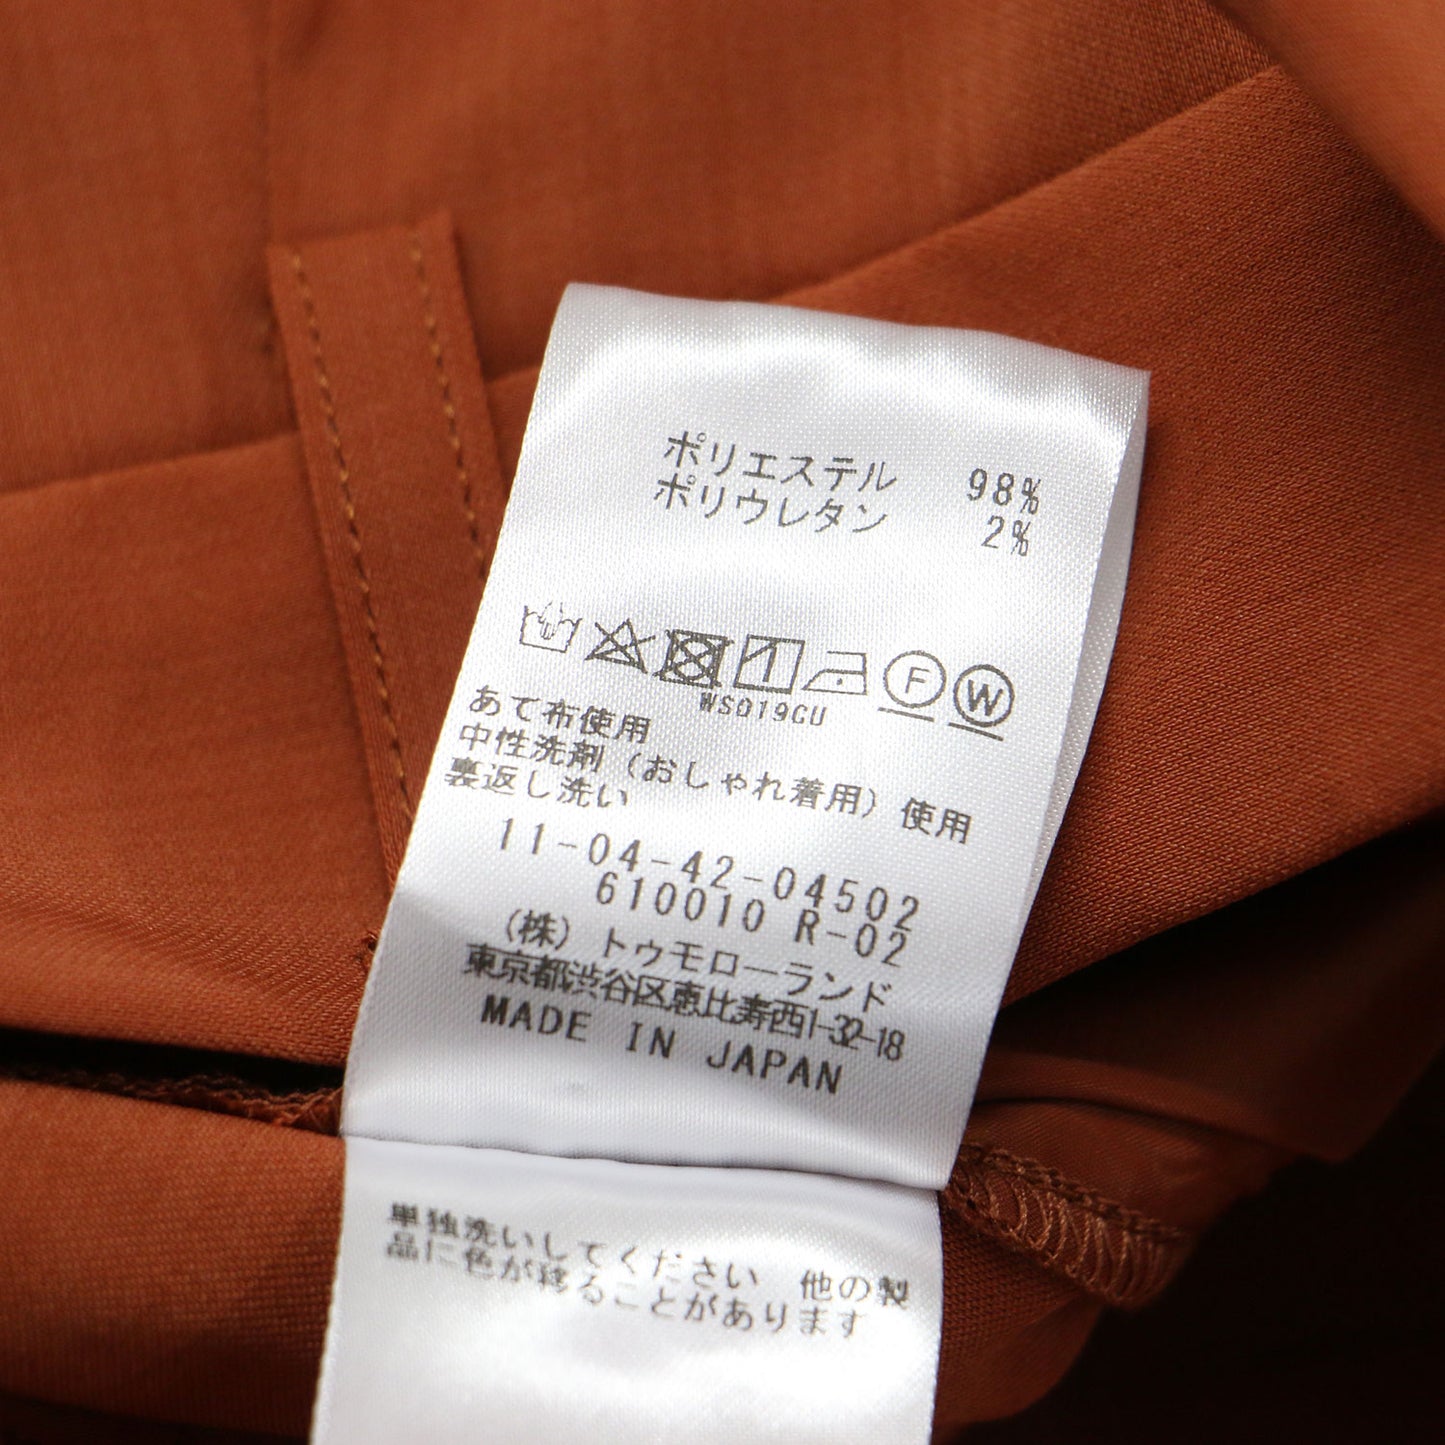 ポリエステル 98%
ポリウレタン 2%
F W
WS019CU
あて布使用
中性洗剤（おしゃれ着用）使用
裏返し洗い
11-04-42-04502
610010 R-02
（株）トゥモローランド
東京都渋谷区恵比寿西1-32-18
MADE IN JAPAN
単独洗いしてください 他の製
品に色が移ることがあります